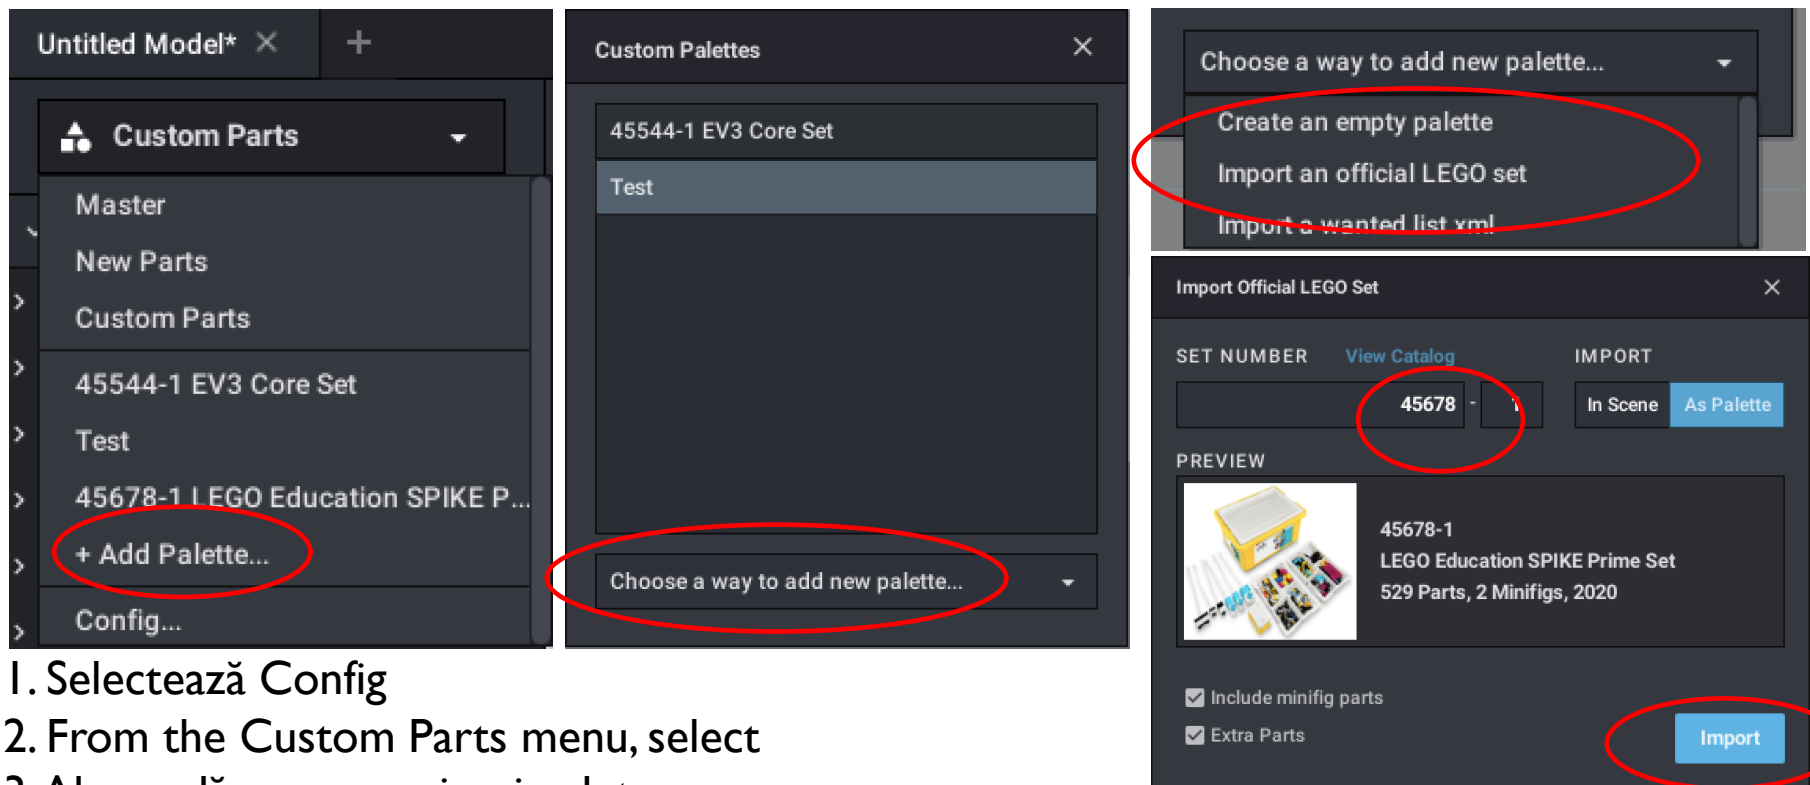 Untitled Model*
Custom Parts
Master
New Parts
Custom Parts
45544-1 EV3 Core Set
Test
45678-1 LEGO Education SPIKE P...
+ Add Palette...
Config...
Custom Palettes
45544-1 EV3 Core Set
Test
Choose a way to add new palette...
Choose a way to add new palette...
Create an empty palette
Import an official LEGO set
Import a wanted list xml
Import Official LEGO Set
SET NUMBER View Catalog IMPORT
45678 - 1 In Scene As Palette
PREVIEW
45678-1
LEGO Education SPIKE Prime Set
529 Parts, 2 Minifigs, 2020
Include minifig parts
Extra Parts
Import
1. Selectează Config
2. From the Custom Parts menu, select